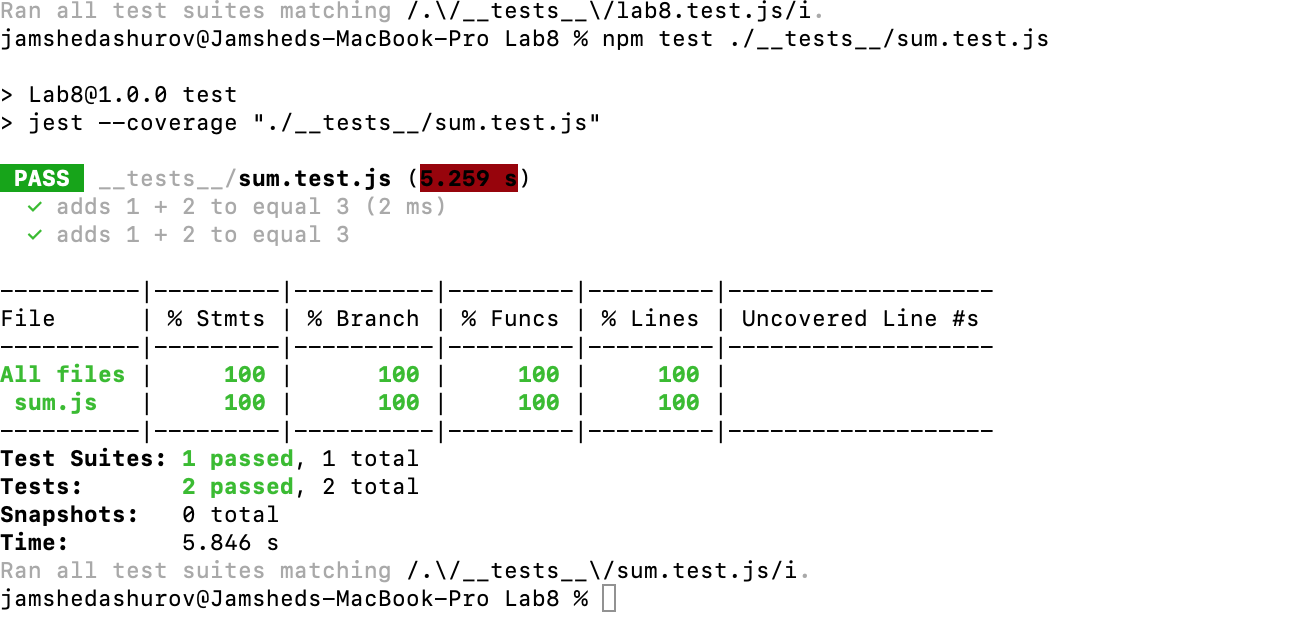 Ran all test suites matching /.\/__tests__\/lab8.test.js/i.
jamshedashurov@Jamsheds-MacBook-Pro Lab8 % npm test ./__tests__/sum.test.js
> Lab8@1.0.0 test
> jest --coverage "./__tests__/sum.test.js"
PASS __tests__/sum.test.js (5.259 s)
✓ adds 1 + 2 to equal 3 (2 ms)
✓ adds 1 + 2 to equal 3
----------|---------|----------|---------|---------|-------------------
File      | % Stmts | % Branch | % Funcs | % Lines | Uncovered Line #s
----------|---------|----------|---------|---------|-------------------
All files |     100 |      100 |     100 |     100 |
 sum.js   |     100 |      100 |     100 |     100 |
----------|---------|----------|---------|---------|-------------------
Test Suites: 1 passed, 1 total
Tests:       2 passed, 2 total
Snapshots:   0 total
Time:        5.846 s
Ran all test suites matching /.\/__tests__\/sum.test.js/i.
jamshedashurov@Jamsheds-MacBook-Pro Lab8 %